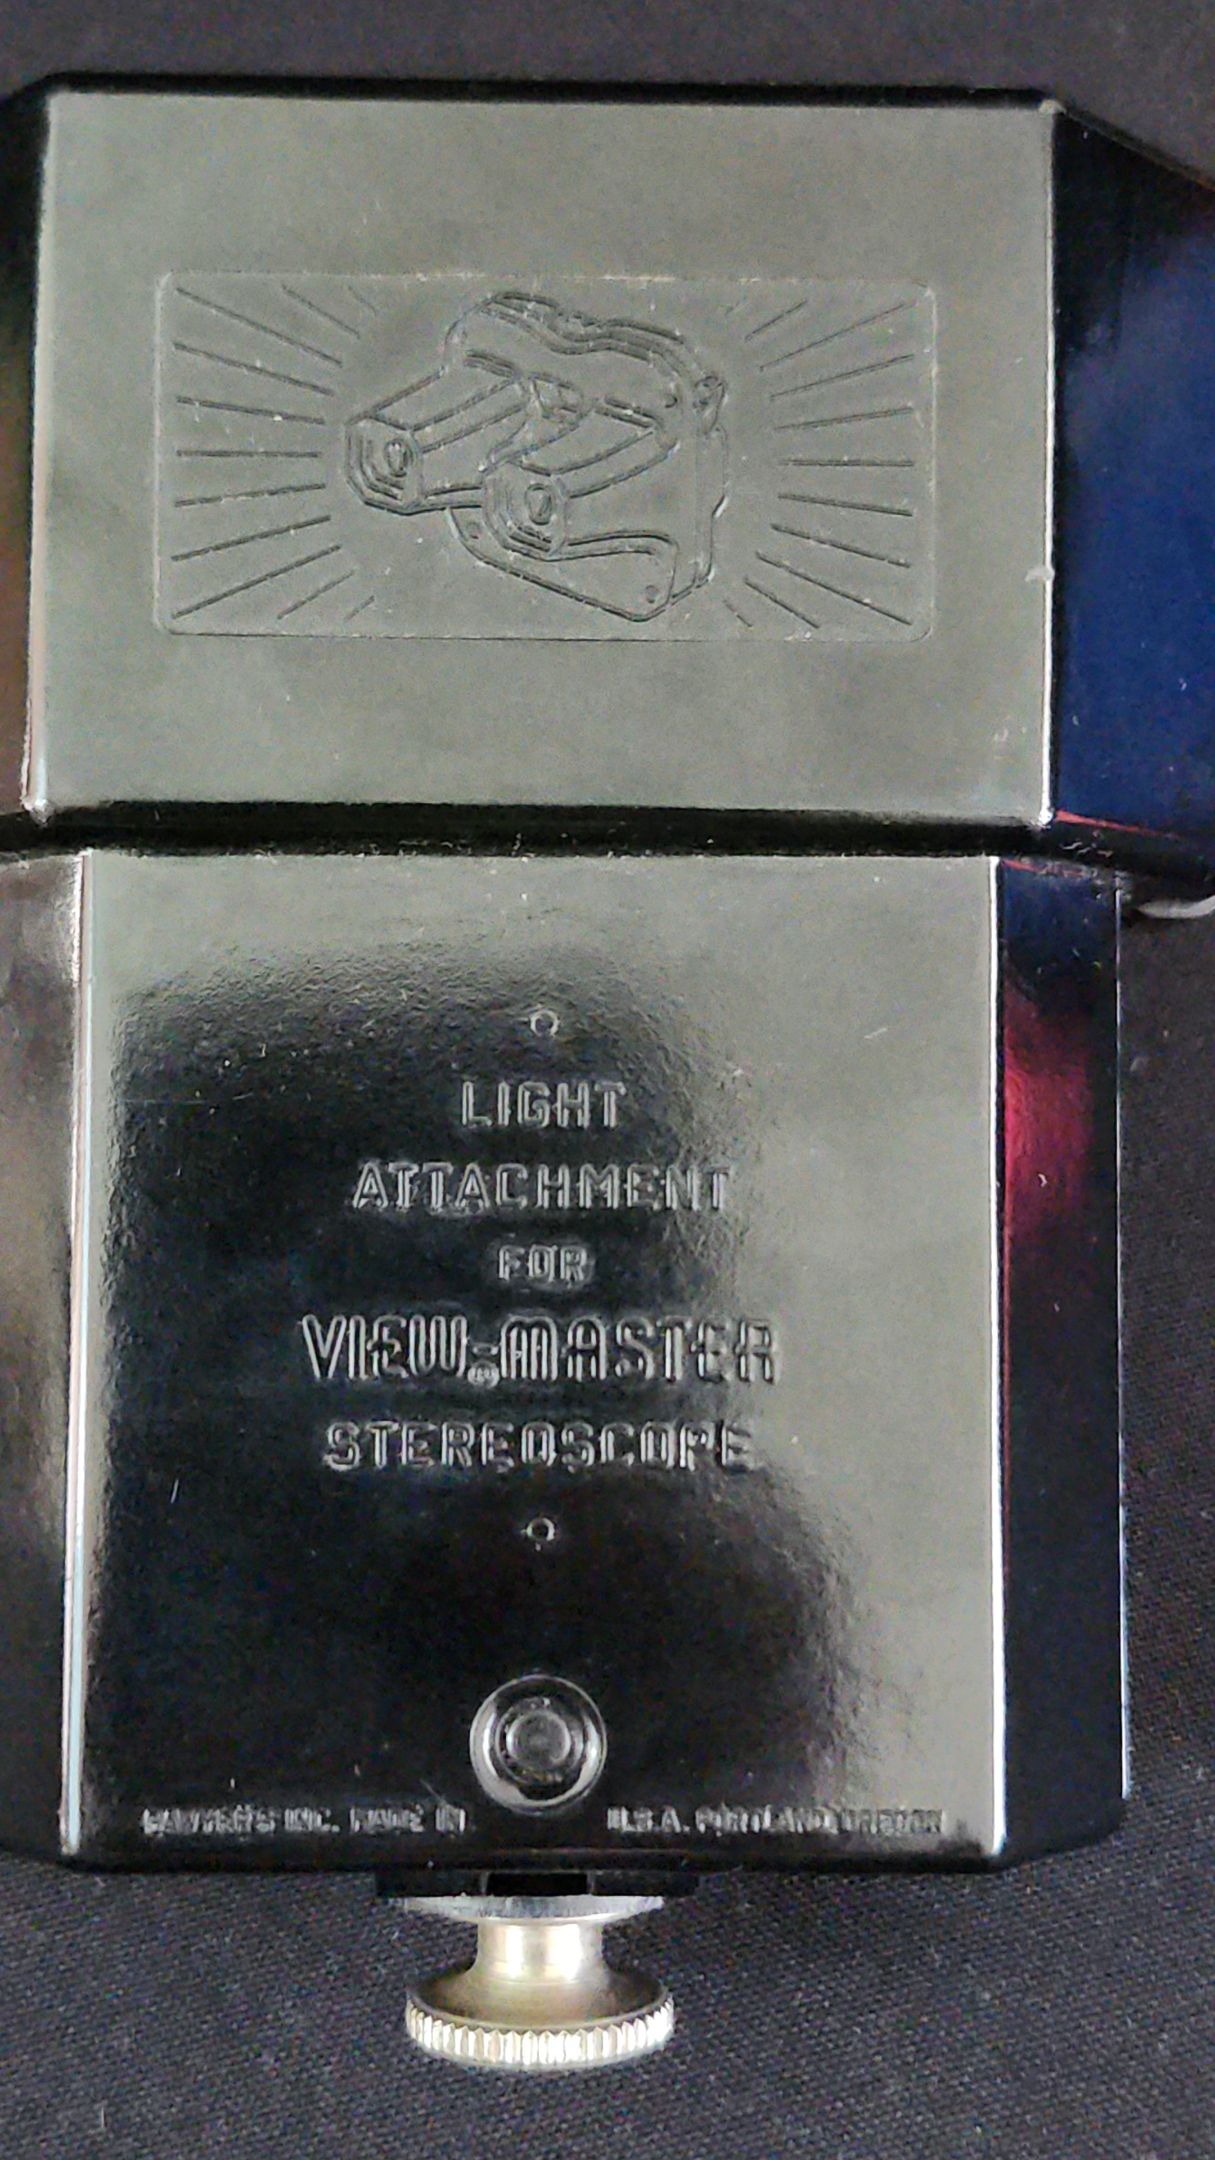 LIGHT
ATTACHMENT
FOR
VIEW-MASTER
STEREOSCOPE
SAWYER'S INC. MADE IN U.S.A. PORTLAND, OREGON